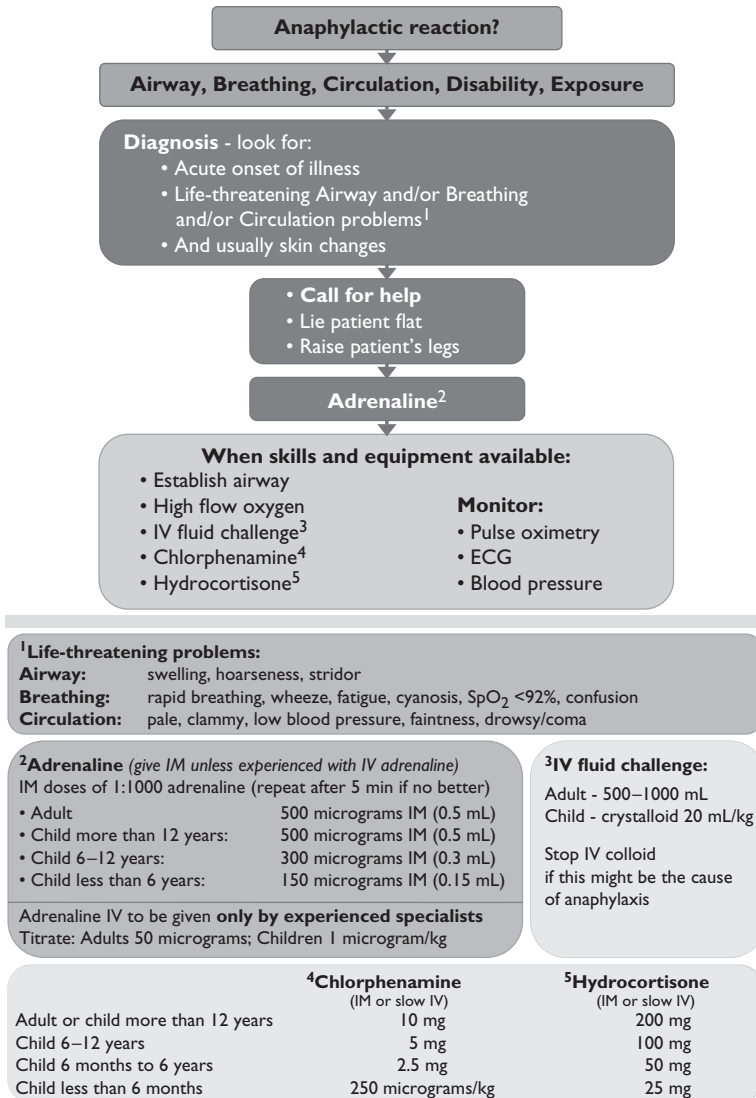 Anaphylactic reaction?
Airway, Breathing, Circulation, Disability, Exposure
Diagnosis - look for:
• Acute onset of illness
• Life-threatening Airway and/or Breathing
and/or Circulation problems1
• And usually skin changes
• Call for help
• Lie patient flat
• Raise patient's legs
Adrenaline2
When skills and equipment available:
• Establish airway
• High flow oxygen
• IV fluid challenge3
• Chlorphenamine4
• Hydrocortisone5
Monitor:
• Pulse oximetry
• ECG
• Blood pressure
1Life-threatening problems:
Airway: swelling, hoarseness, stridor
Breathing: rapid breathing, wheeze, fatigue, cyanosis, SpO2 <92%, confusion
Circulation: pale, clammy, low blood pressure, faintness, drowsy/coma
2Adrenaline (give IM unless experienced with IV adrenaline)
IM doses of 1:1000 adrenaline (repeat after 5 min if no better)
• Adult 500 micrograms IM (0.5 mL)
• Child more than 12 years: 500 micrograms IM (0.5 mL)
• Child 6–12 years: 300 micrograms IM (0.3 mL)
• Child less than 6 years: 150 micrograms IM (0.15 mL)
Adrenaline IV to be given only by experienced specialists
Titrate: Adults 50 micrograms; Children 1 microgram/kg
3IV fluid challenge:
Adult - 500–1000 mL
Child - crystalloid 20 mL/kg
Stop IV colloid
if this might be the cause
of anaphylaxis
4Chlorphenamine 5Hydrocortisone
(IM or slow IV) (IM or slow IV)
Adult or child more than 12 years 10 mg 200 mg
Child 6–12 years 5 mg 100 mg
Child 6 months to 6 years 2.5 mg 50 mg
Child less than 6 months 250 micrograms/kg 25 mg